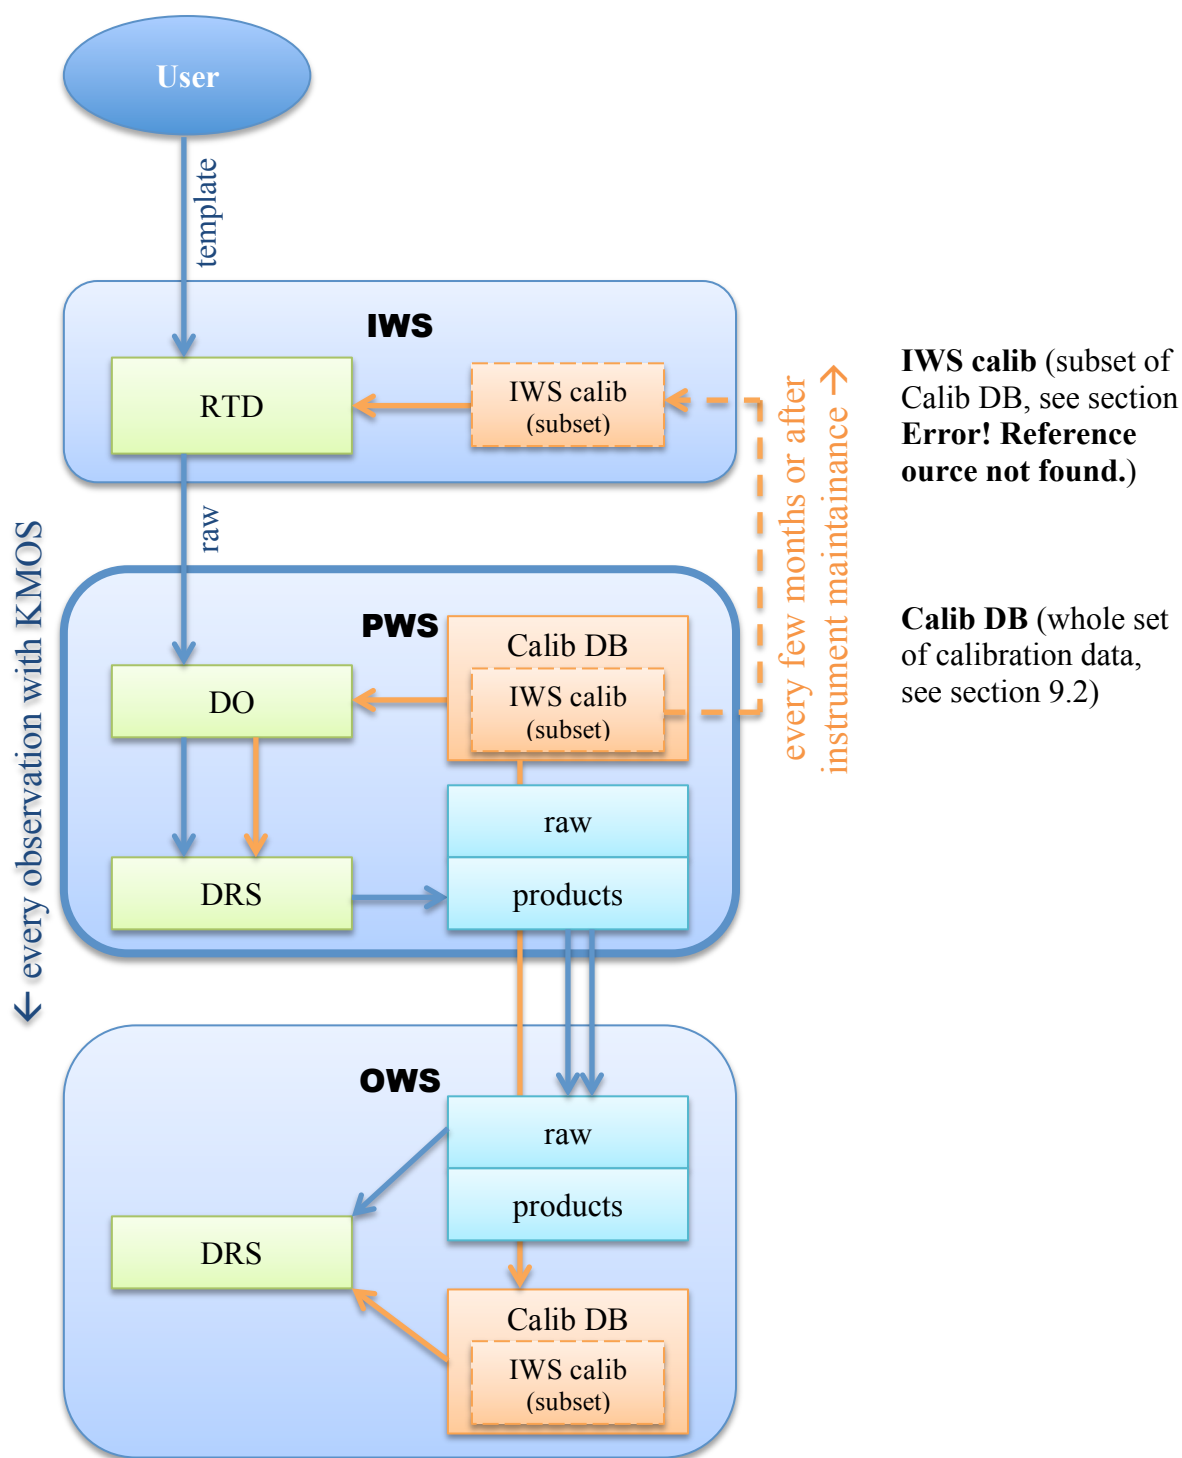 User
template
IWS
RTD
IWS calib
(subset)
IWS calib (subset of
Calib DB, see section
Error! Reference
ource not found.)
every few months or after
instrument maintainance →
raw
← every observation with KMOS
PWS
Calib DB
IWS calib
(subset)
DO
Calib DB (whole set
of calibration data,
see section 9.2)
raw
DRS
products
OWS
raw
products
DRS
Calib DB
IWS calib
(subset)